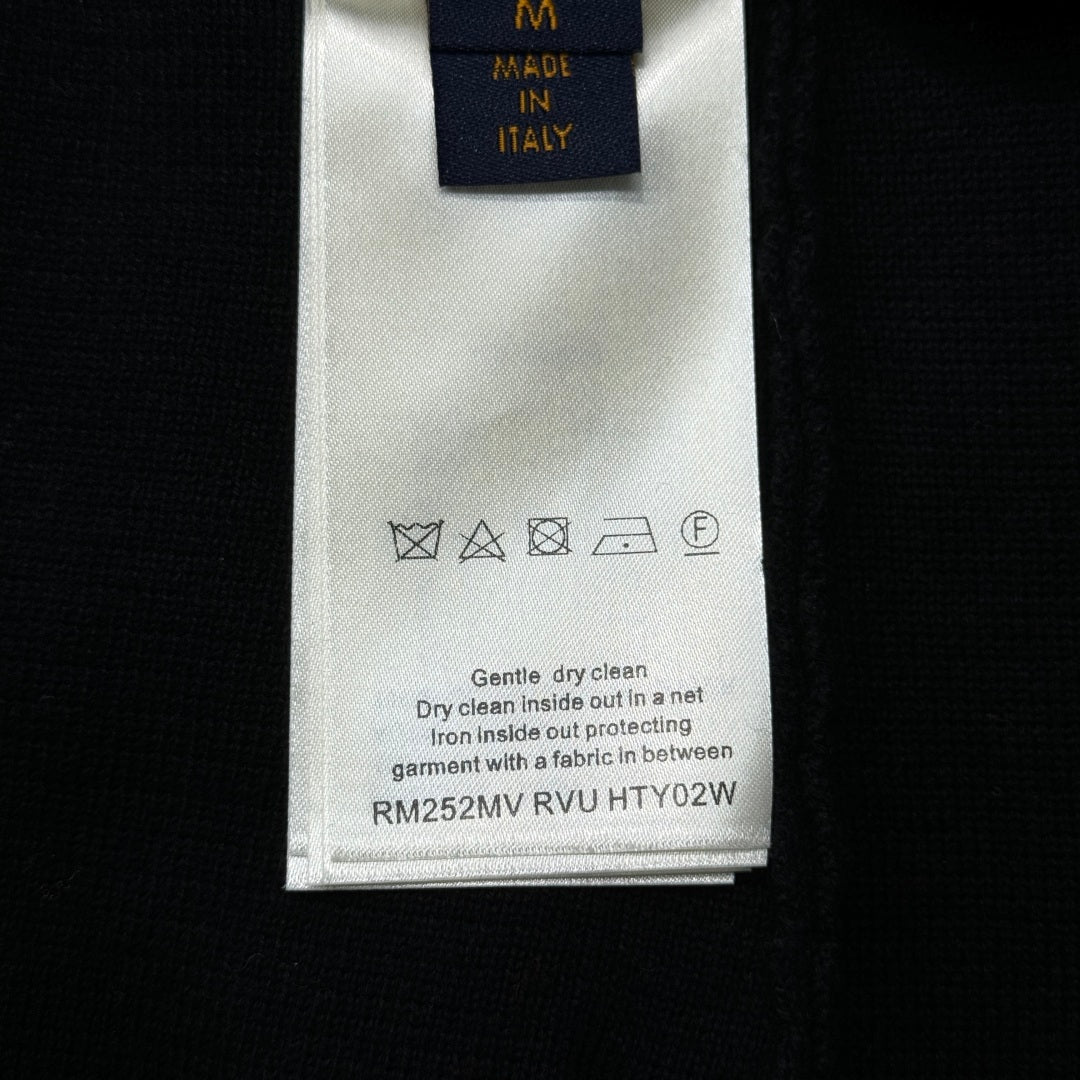 M
MADE
IN
ITALY
F
Gentle dry clean
Dry clean inside out in a net
Iron inside out protecting
garment with a fabric in between
RM252MV RVU HTY02W